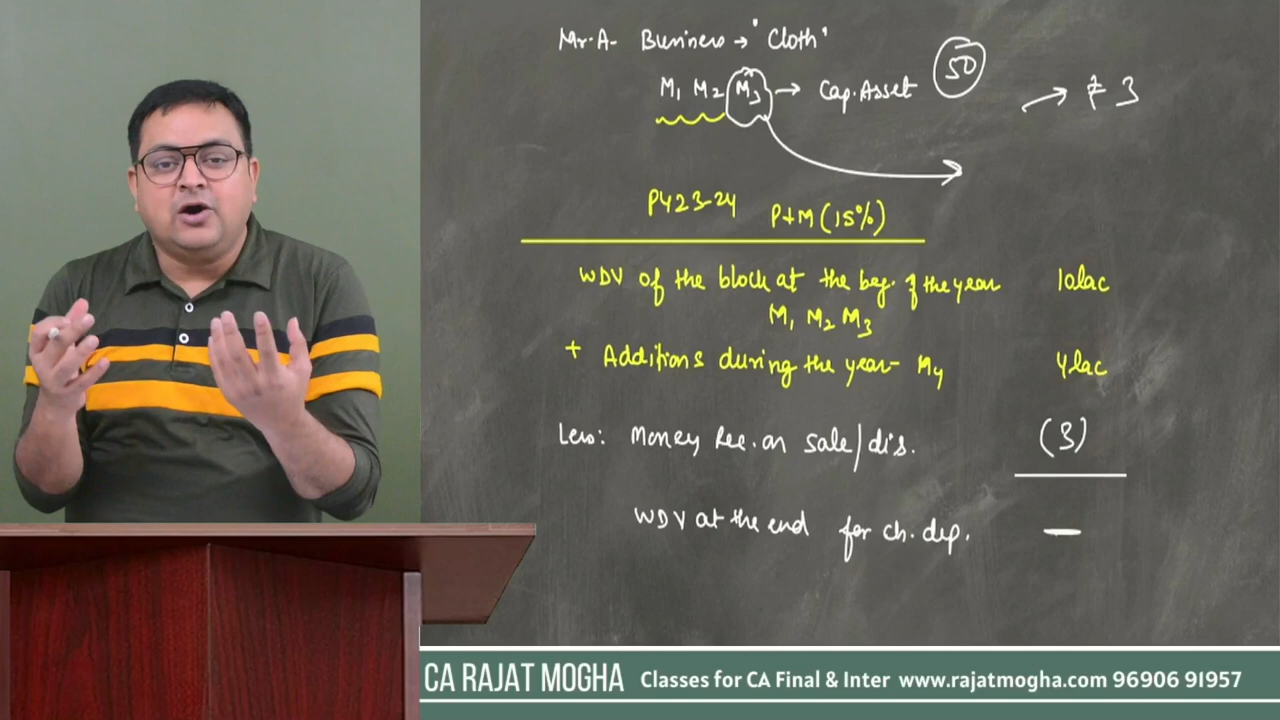 Mr. A- Business → "Cloth"
M1 M2 M3 → Cap. Asset 50 → ₹ 3
PY23-24 P+M (15%)
WDV of the block at the beg. of the year 10lac
M1 M2 M3
+ Additions during the year- M4 4lac
Less: Money Rec. on sale/dis. (3)
WDV at the end for ch. dep. —
CA RAJAT MOGHA Classes for CA Final & Inter www.rajatmogha.com 96906 91957